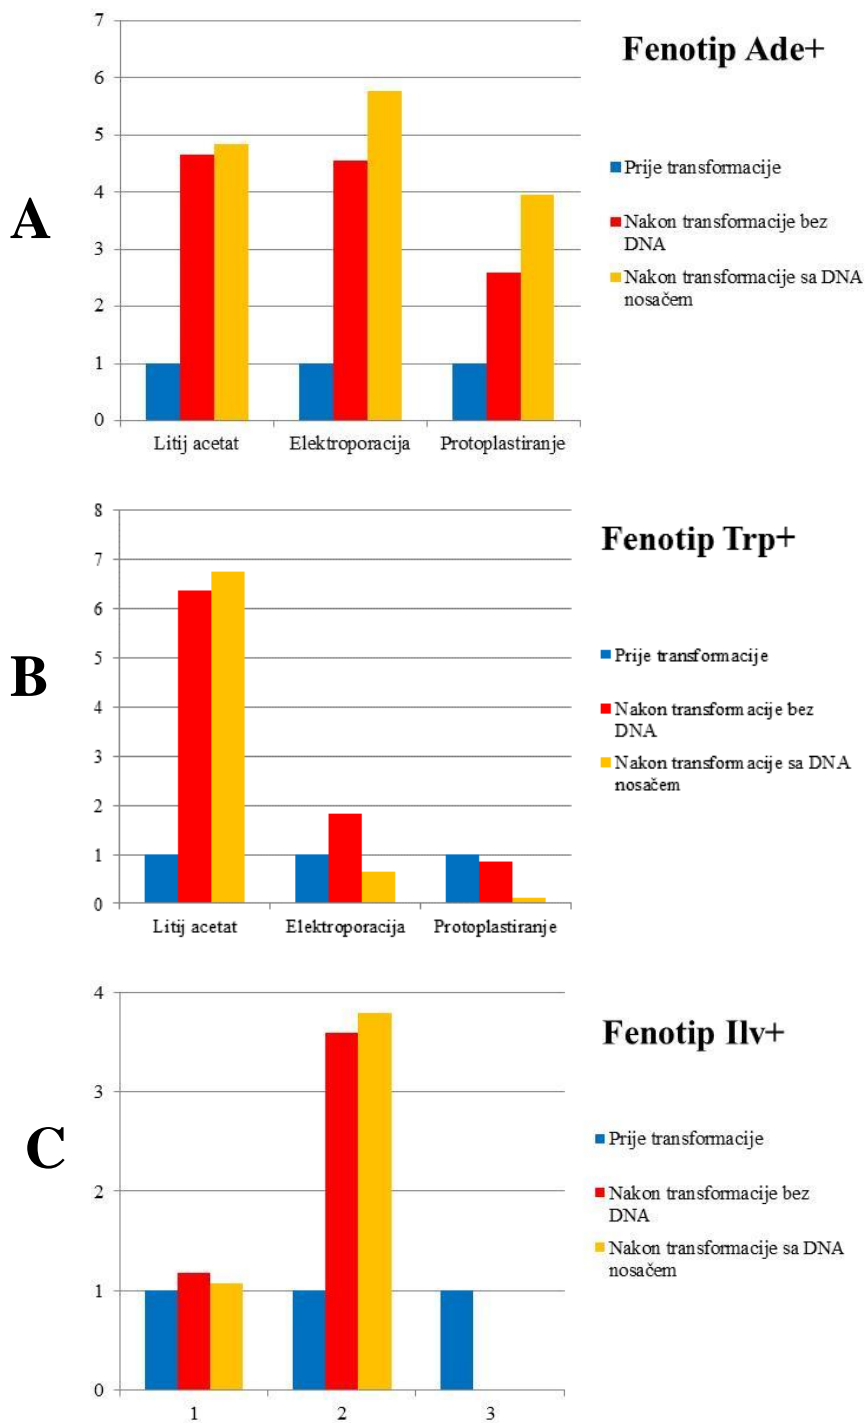 7
Fenotip Ade+
6
5
4
3
2
1
0
A
Prije transformacije
Nakon transformacije bez
DNA
Nakon transformacije sa DNA
nosačem
Litij acetat Elektroporacija Protoplastiranje
8
Fenotip Trp+
7
6
5
4
3
2
1
0
B
Prije transformacije
Nakon transformacije bez
DNA
Nakon transformacije sa DNA
nosačem
Litij acetat Elektroporacija Protoplastiranje
4
Fenotip Ilv+
3
2
1
0
C
Prije transformacije
Nakon transformacije bez
DNA
Nakon transformacije sa DNA
nosačem
1 2 3